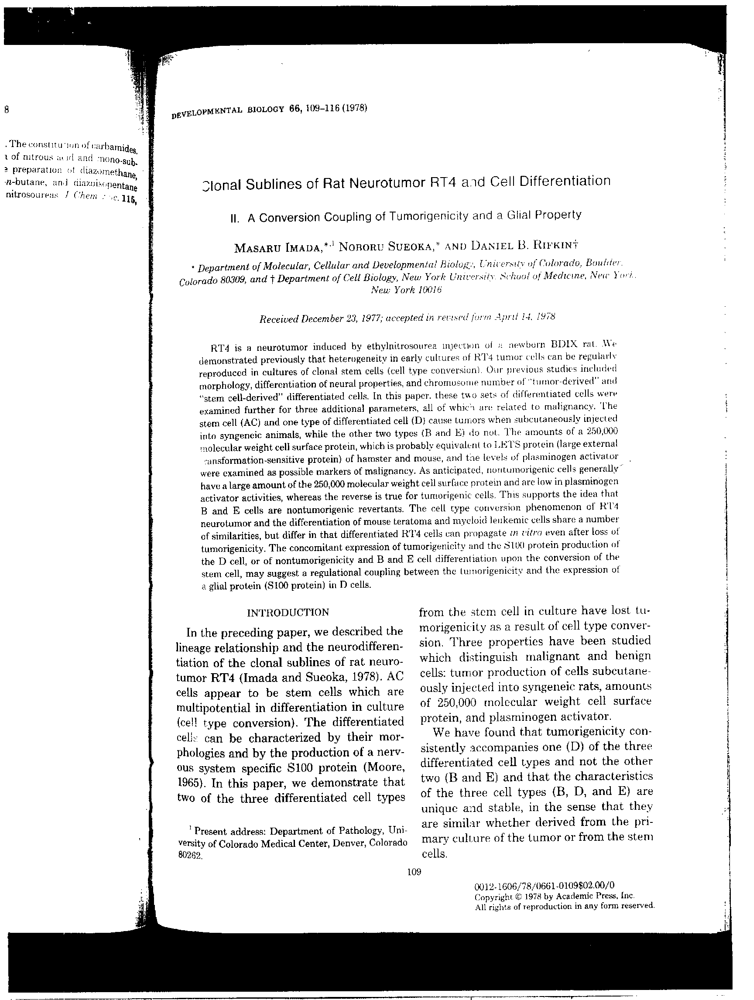 8
. The constitution of carbamides,
of nitrous acid and mono-sub-
preparation of diazomethane,
n-butane, and diazoisopentane
nitrosoureas. J Chem 115,
DEVELOPMENTAL BIOLOGY 66, 109–116 (1978)
Clonal Sublines of Rat Neurotumor RT4 and Cell Differentiation
II. A Conversion Coupling of Tumorigenicity and a Glial Property
MASARU IMADA,*,1 NOBORU SUEOKA,* AND DANIEL B. RIFKIN†
* Department of Molecular, Cellular and Developmental Biology, University of Colorado, Boulder,
Colorado 80309, and † Department of Cell Biology, New York University, School of Medicine, New York,
New York 10016
Received December 23, 1977; accepted in revised form April 14, 1978
RT4 is a neurotumor induced by ethylnitrosourea injection of a newborn BDIX rat. We
demonstrated previously that heterogeneity in early cultures of RT4 tumor cells can be regularly
reproduced in cultures of clonal stem cells (cell type conversion). Our previous studies included
morphology, differentiation of neural properties, and chromosome number of "tumor-derived" and
"stem cell-derived" differentiated cells. In this paper, these two sets of differentiated cells were
examined further for three additional parameters, all of which are related to malignancy. The
stem cell (AC) and one type of differentiated cell (D) cause tumors when subcutaneously injected
into syngeneic animals, while the other two types (B and E) do not. The amounts of a 250,000
molecular weight cell surface protein, which is probably equivalent to LETS protein (large external
transformation-sensitive protein) of hamster and mouse, and the levels of plasminogen activator
were examined as possible markers of malignancy. As anticipated, nontumorigenic cells generally
have a large amount of the 250,000 molecular weight cell surface protein and are low in plasminogen
activator activities, whereas the reverse is true for tumorigenic cells. This supports the idea that
B and E cells are nontumorigenic revertants. The cell type conversion phenomenon of RT4
neurotumor and the differentiation of mouse teratoma and myeloid leukemic cells share a number
of similarities, but differ in that differentiated RT4 cells can propagate in vitro even after loss of
tumorigenicity. The concomitant expression of tumorigenicity and the S100 protein production of
the D cell, or of nontumorigenicity and B and E cell differentiation upon the conversion of the
stem cell, may suggest a regulational coupling between the tumorigenicity and the expression of
a glial protein (S100 protein) in D cells.
INTRODUCTION
In the preceding paper, we described the
lineage relationship and the neurodifferen-
tiation of the clonal sublines of rat neuro-
tumor RT4 (Imada and Sueoka, 1978). AC
cells appear to be stem cells which are
multipotential in differentiation in culture
(cell type conversion). The differentiated
cells can be characterized by their mor-
phologies and by the production of a nerv-
ous system specific S100 protein (Moore,
1965). In this paper, we demonstrate that
two of the three differentiated cell types
1 Present address: Department of Pathology, Uni-
versity of Colorado Medical Center, Denver, Colorado
80262.
from the stem cell in culture have lost tu-
morigenicity as a result of cell type conver-
sion. Three properties have been studied
which distinguish malignant and benign
cells: tumor production of cells subcutane-
ously injected into syngeneic rats, amounts
of 250,000 molecular weight cell surface
protein, and plasminogen activator.
We have found that tumorigenicity con-
sistently accompanies one (D) of the three
differentiated cell types and not the other
two (B and E) and that the characteristics
of the three cell types (B, D, and E) are
unique and stable, in the sense that they
are similar whether derived from the pri-
mary culture of the tumor or from the stem
cells.
109
0012-1606/78/0661-0109$02.00/0
Copyright © 1978 by Academic Press, Inc.
All rights of reproduction in any form reserved.